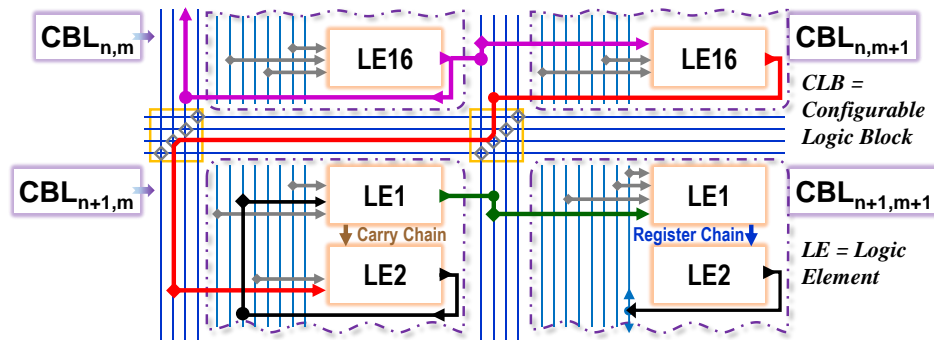 CBLn,m
LE16
LE16
CBLn,m+1
CLB =
Configurable
Logic Block
CBLn+1,m
LE1
LE1
CBLn+1,m+1
Carry Chain
Register Chain
LE2
LE2
LE = Logic
Element